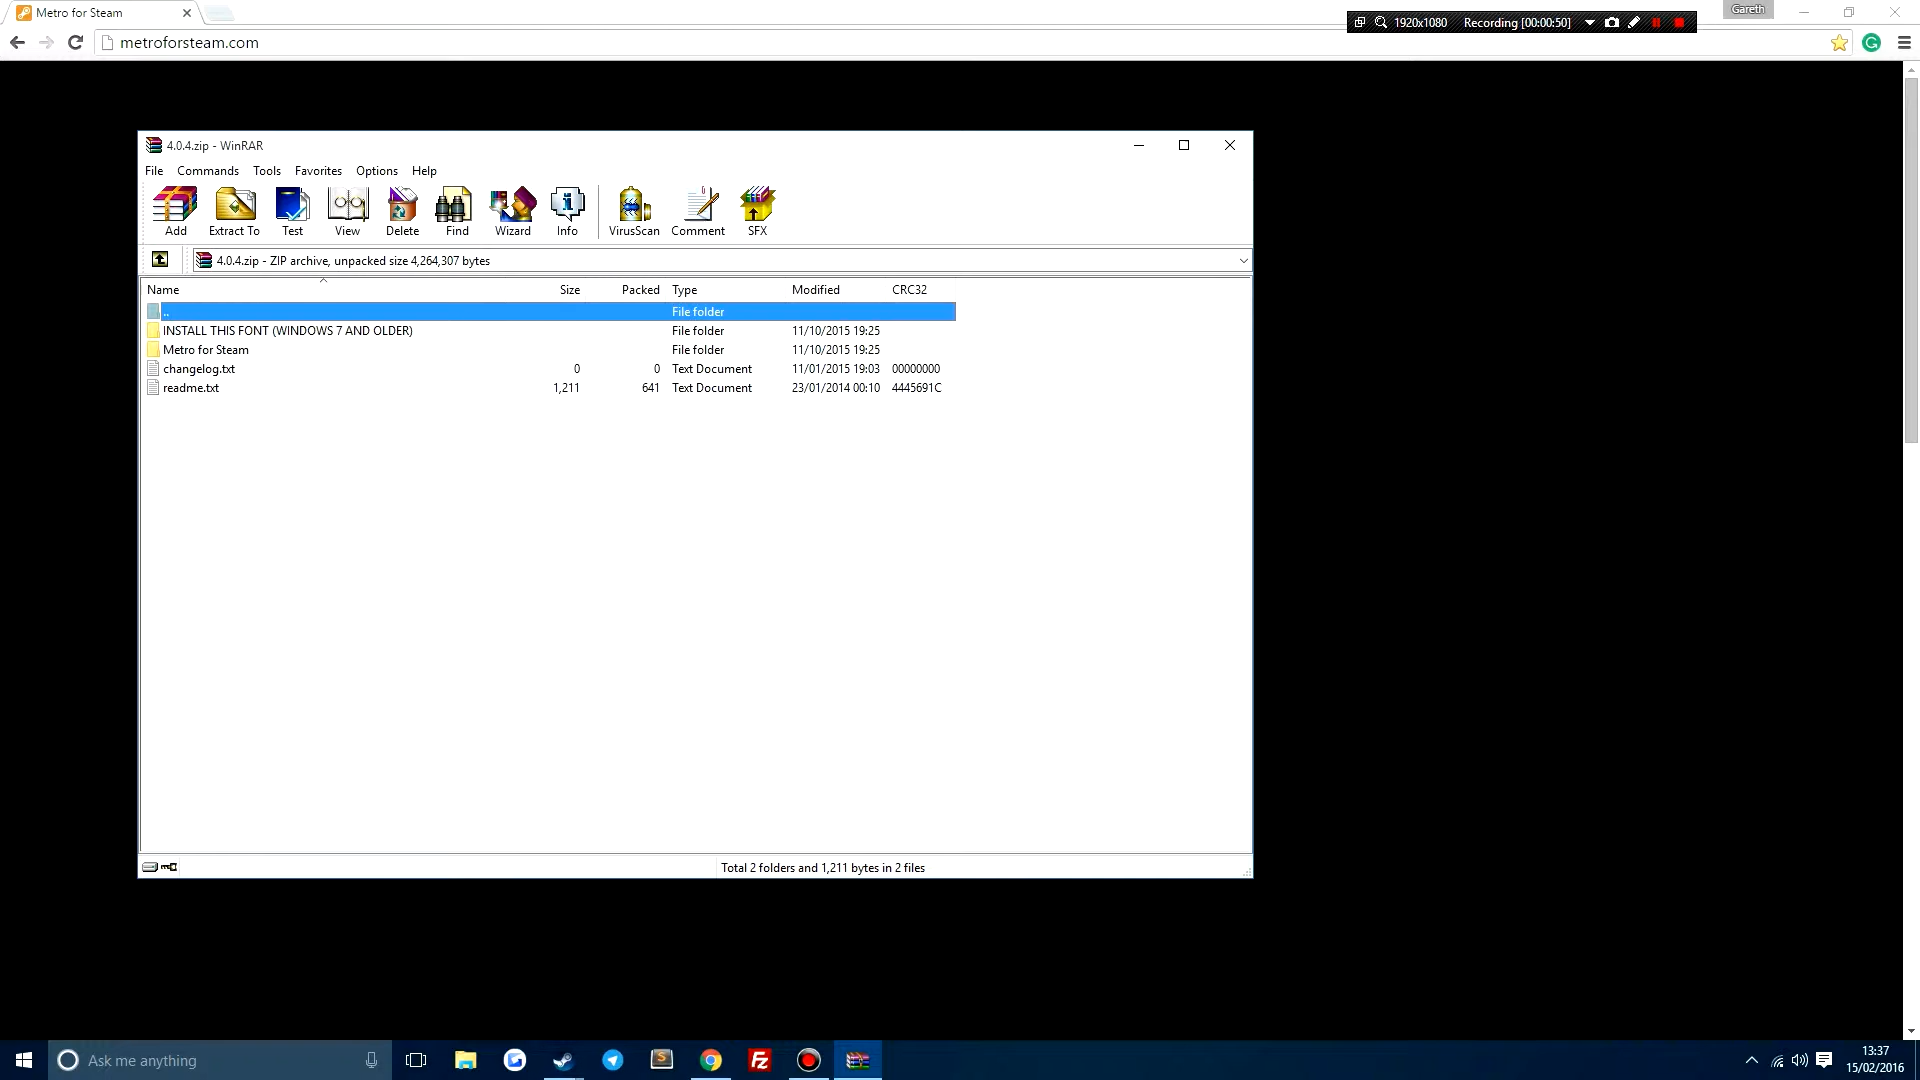 Metro for Steam
Gareth
1920x1080 Recording [00:00:50]
metroforsteam.com
4.0.4.zip - WinRAR
File Commands Tools Favorites Options Help
Add Extract To Test View Delete Find Wizard Info VirusScan Comment SFX
4.0.4.zip - ZIP archive, unpacked size 4,264,307 bytes
Name Size Packed Type Modified CRC32
.. File folder
INSTALL THIS FONT (WINDOWS 7 AND OLDER) File folder 11/10/2015 19:25
Metro for Steam File folder 11/10/2015 19:25
changelog.txt 0 0 Text Document 11/01/2015 19:03 00000000
readme.txt 1,211 641 Text Document 23/01/2014 00:10 4445691C
Total 2 folders and 1,211 bytes in 2 files
Ask me anything
13:37
15/02/2016